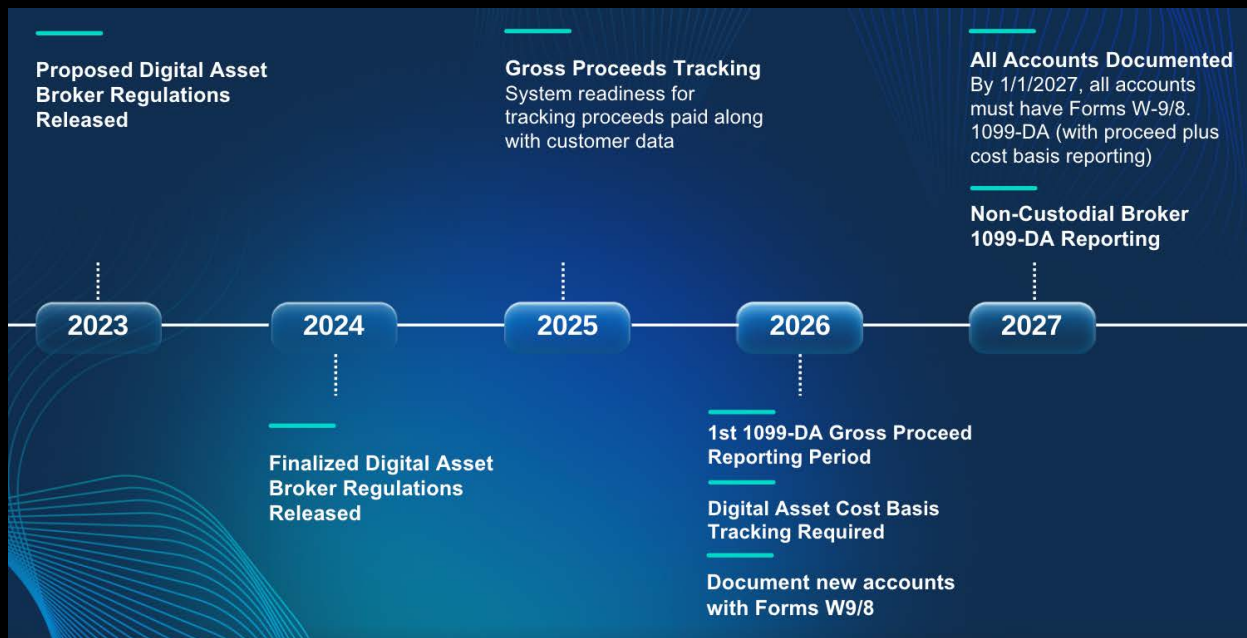 Proposed Digital Asset
Broker Regulations
Released
Gross Proceeds Tracking
System readiness for
tracking proceeds paid along
with customer data
All Accounts Documented
By 1/1/2027, all accounts
must have Forms W-9/8.
1099-DA (with proceed plus
cost basis reporting)
Non-Custodial Broker
1099-DA Reporting
2023
2024
2025
2026
2027
Finalized Digital Asset
Broker Regulations
Released
1st 1099-DA Gross Proceed
Reporting Period
Digital Asset Cost Basis
Tracking Required
Document new accounts
with Forms W9/8